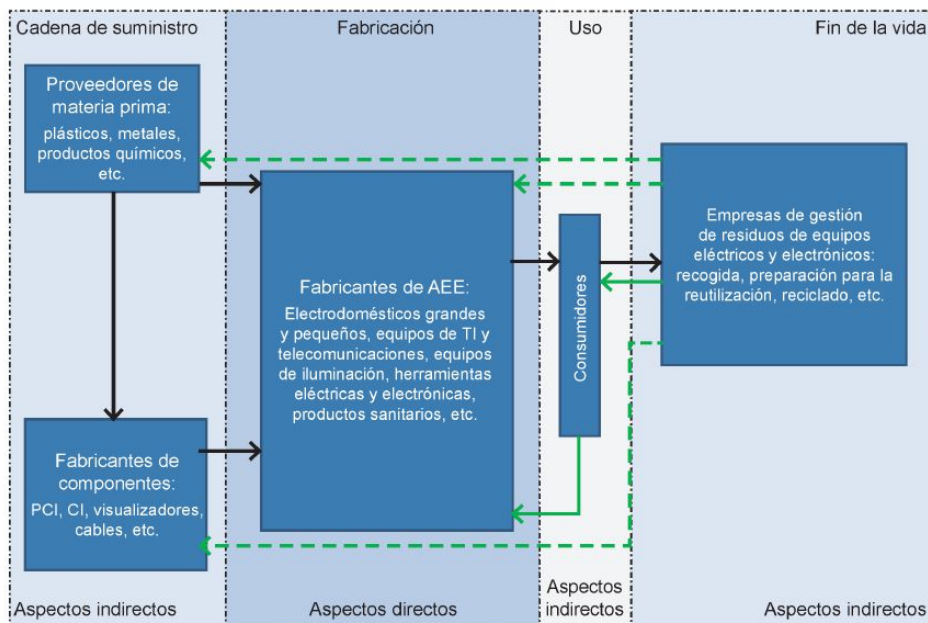 Cadena de suministro
Fabricación
Uso
Fin de la vida
Proveedores de
materia prima:
plásticos, metales,
productos químicos,
etc.
Fabricantes de AEE:
Electrodomésticos grandes
y pequeños, equipos de TI y
telecomunicaciones, equipos
de iluminación, herramientas
eléctricas y electrónicas,
productos sanitarios, etc.
Consumidores
Empresas de gestión
de residuos de equipos
eléctricos y electrónicos:
recogida, preparación para la
reutilización, reciclado, etc.
Fabricantes de
componentes:
PCI, CI, visualizadores,
cables, etc.
Aspectos indirectos
Aspectos directos
Aspectos
indirectos
Aspectos indirectos